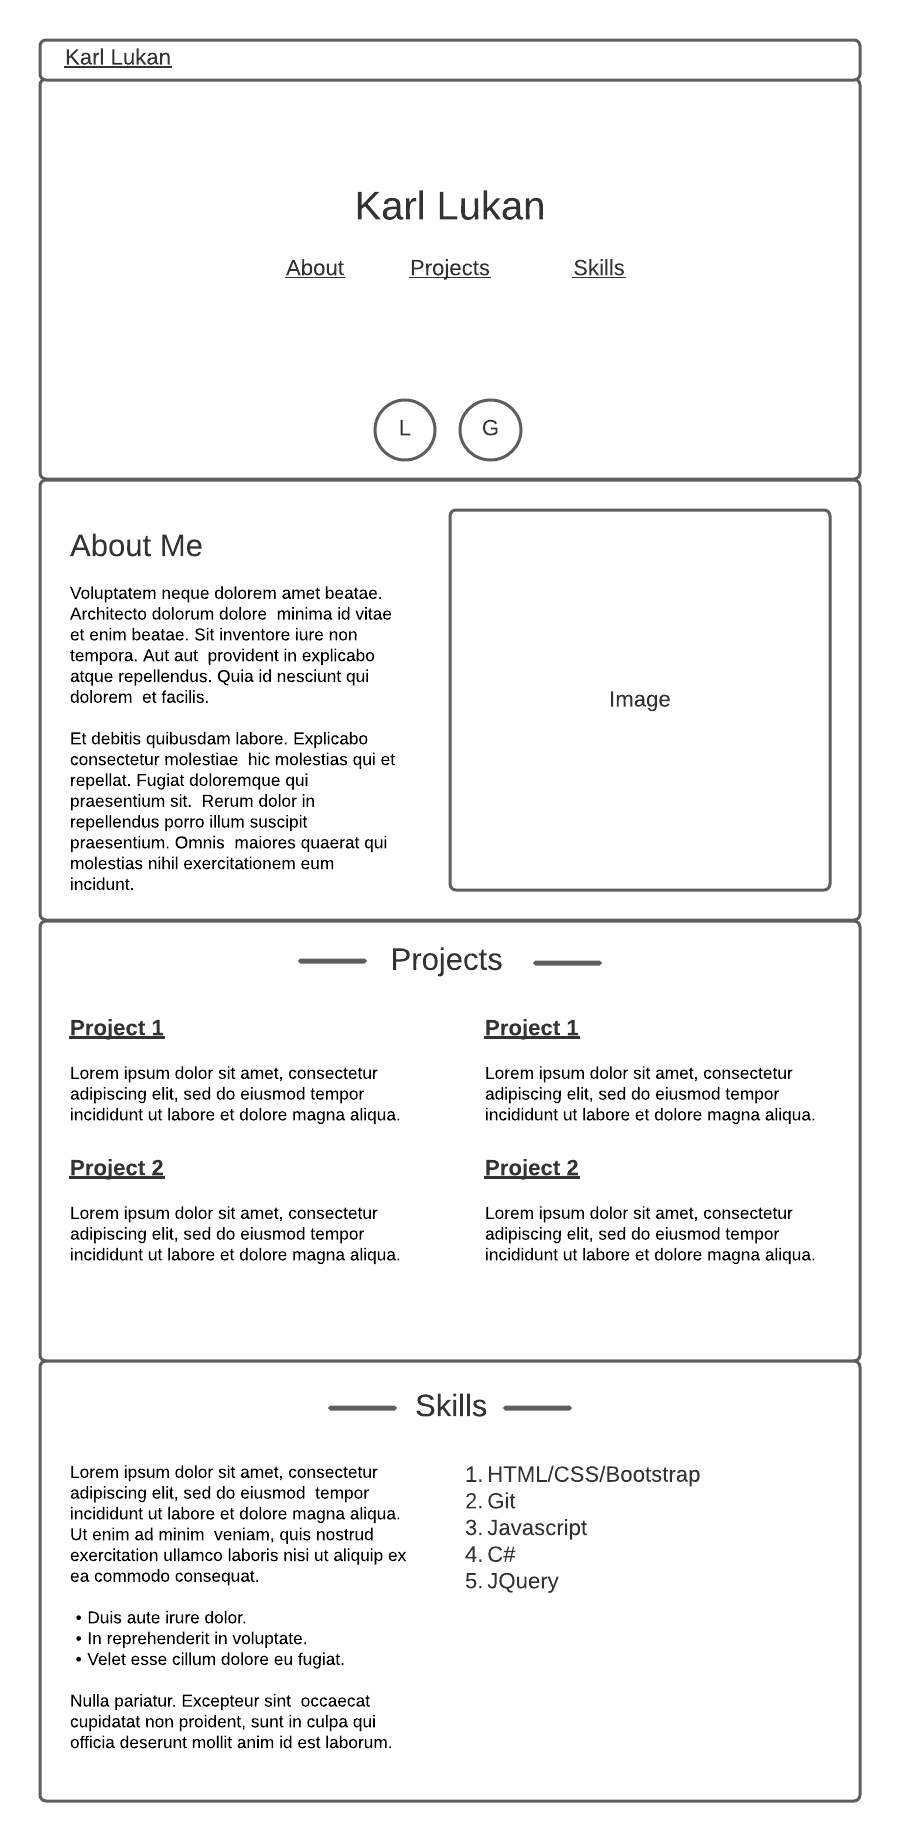 Karl Lukan
Karl Lukan
About Projects Skills
L G
About Me
Voluptatem neque dolorem amet beatae.
Architecto dolorum dolore minima id vitae
et enim beatae. Sit inventore iure non
tempora. Aut aut provident in explicabo
atque repellendus. Quia id nesciunt qui
dolorem et facilis.
Et debitis quibusdam labore. Explicabo
consectetur molestiae hic molestias qui et
repellat. Fugiat doloremque qui
praesentium sit. Rerum dolor in
repellendus porro illum suscipit
praesentium. Omnis maiores quaerat qui
molestias nihil exercitationem eum
incidunt.
Image
Projects
Project 1
Lorem ipsum dolor sit amet, consectetur
adipiscing elit, sed do eiusmod tempor
incididunt ut labore et dolore magna aliqua.
Project 1
Lorem ipsum dolor sit amet, consectetur
adipiscing elit, sed do eiusmod tempor
incididunt ut labore et dolore magna aliqua.
Project 2
Lorem ipsum dolor sit amet, consectetur
adipiscing elit, sed do eiusmod tempor
incididunt ut labore et dolore magna aliqua.
Project 2
Lorem ipsum dolor sit amet, consectetur
adipiscing elit, sed do eiusmod tempor
incididunt ut labore et dolore magna aliqua.
Skills
Lorem ipsum dolor sit amet, consectetur
adipiscing elit, sed do eiusmod tempor
incididunt ut labore et dolore magna aliqua.
Ut enim ad minim veniam, quis nostrud
exercitation ullamco laboris nisi ut aliquip ex
ea commodo consequat.
• Duis aute irure dolor.
• In reprehenderit in voluptate.
• Velet esse cillum dolore eu fugiat.
Nulla pariatur. Excepteur sint occaecat
cupidatat non proident, sunt in culpa qui
officia deserunt mollit anim id est laborum.
1. HTML/CSS/Bootstrap
2. Git
3. Javascript
4. C#
5. JQuery